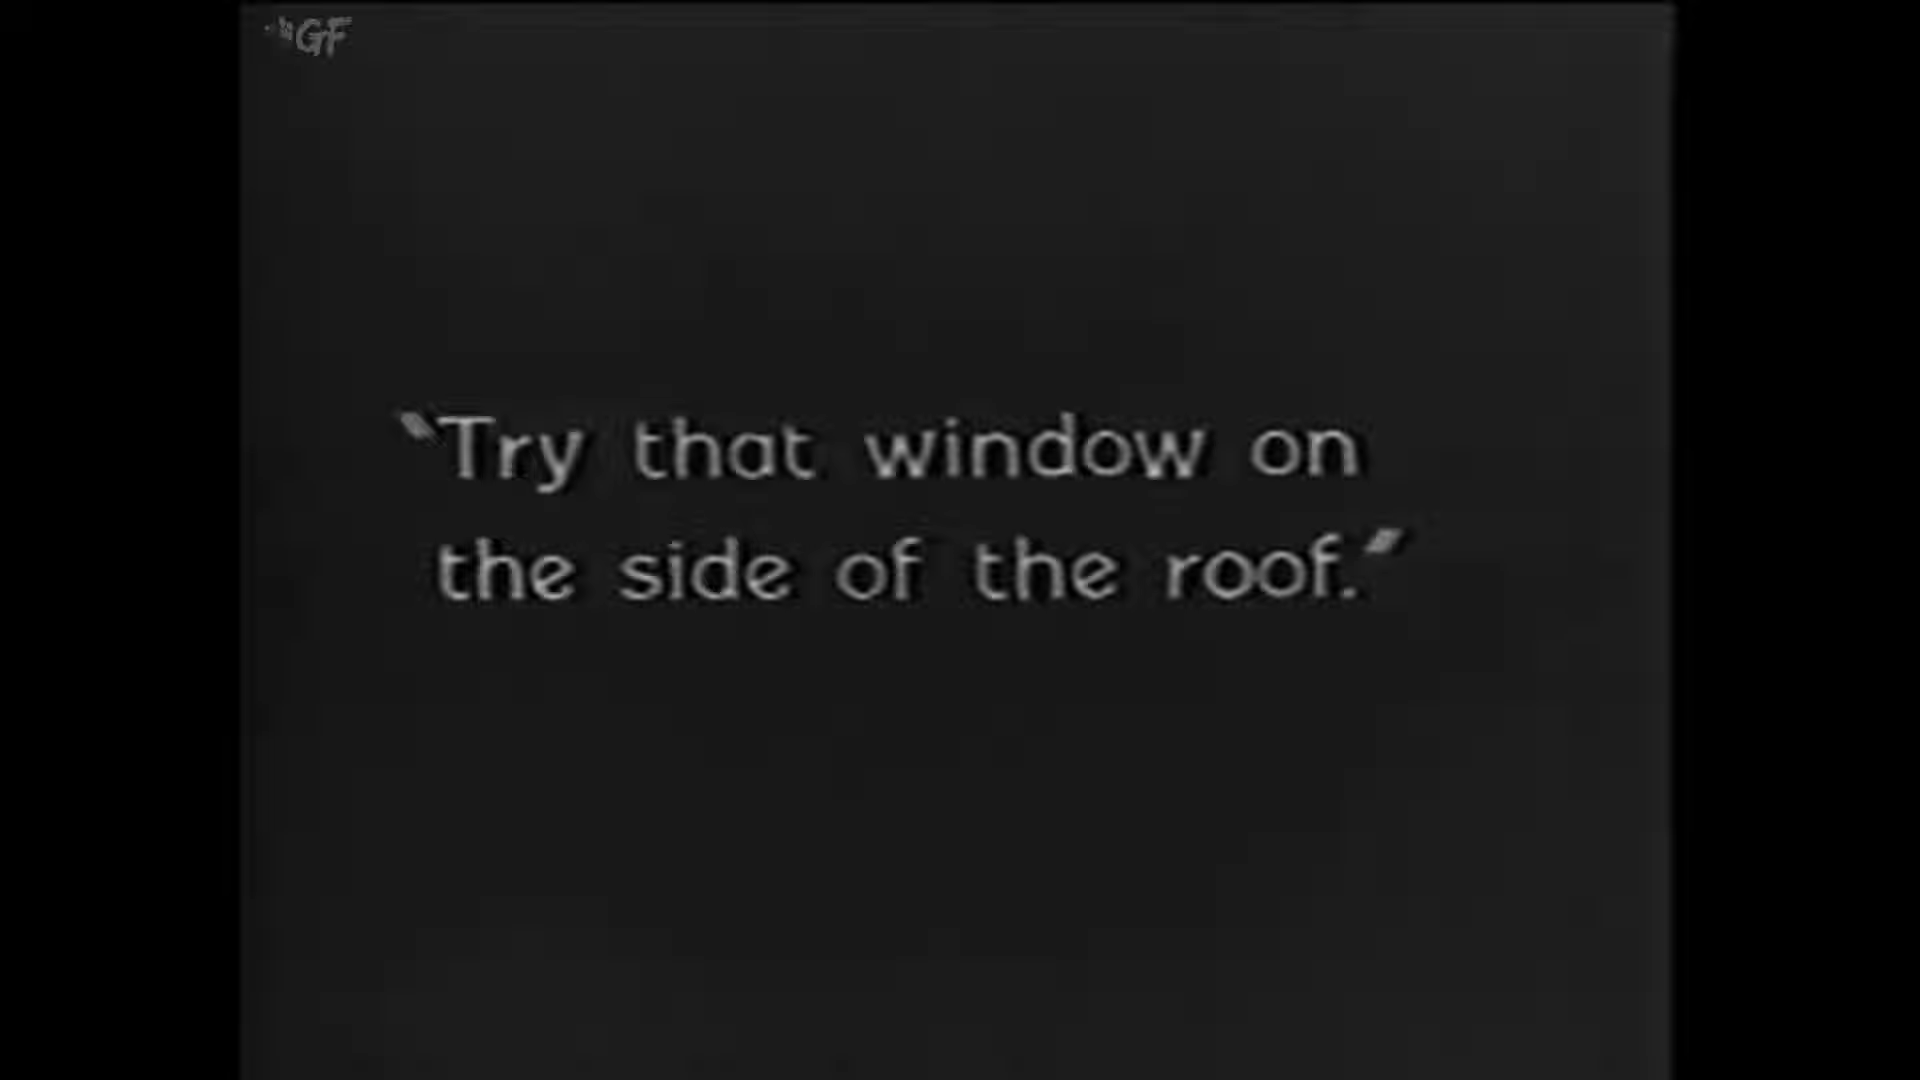 GF
"Try that window on
the side of the roof."